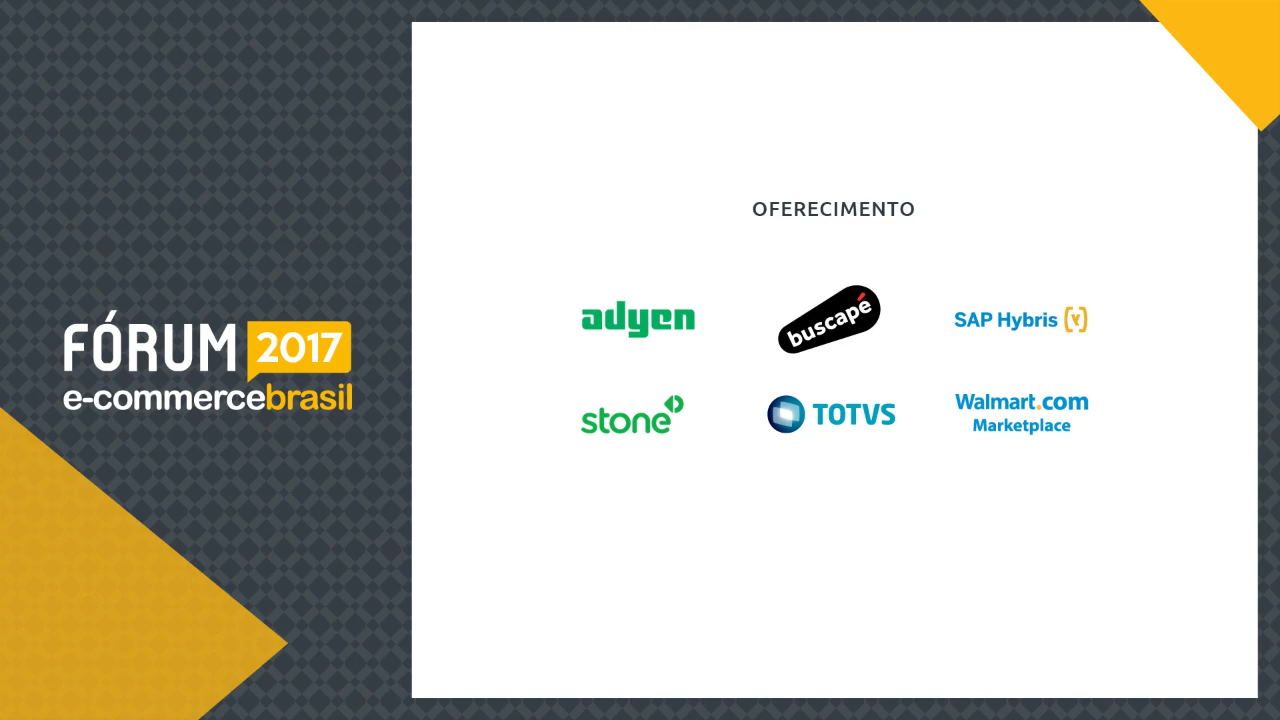 FÓRUM 2017
e-commercebrasil
OFERECIMENTO
adyen
buscapé
SAP Hybris
stone
TOTVS
Walmart.com
Marketplace